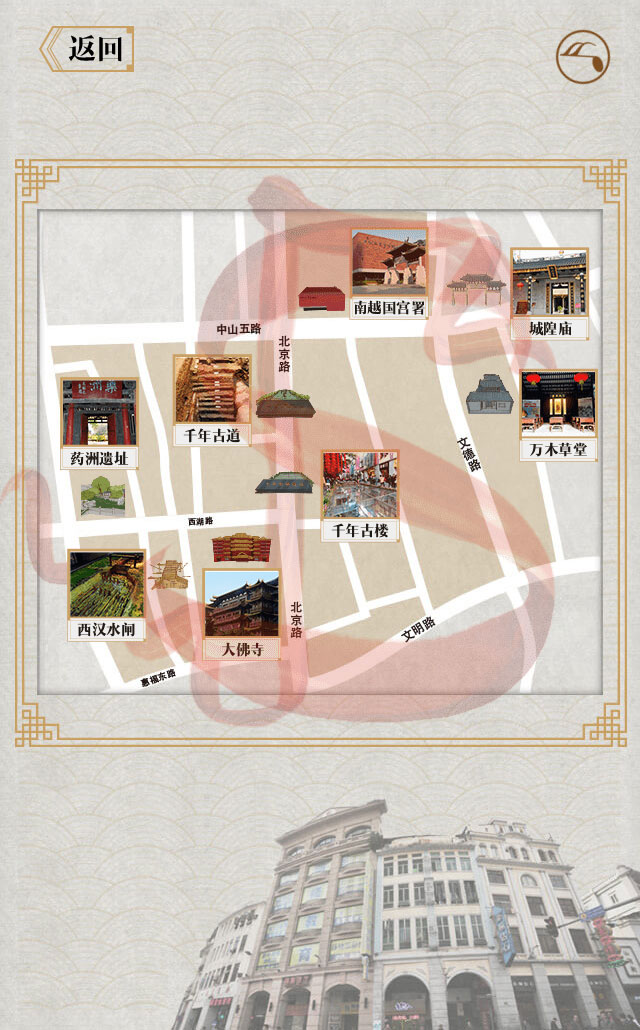 返回
南越国宫署
城隍庙
中山五路
北京路
千年古道
药洲遗址
万木草堂
文德路
千年古楼
西湖路
西汉水闸
大佛寺
北京路
文明路
惠福东路